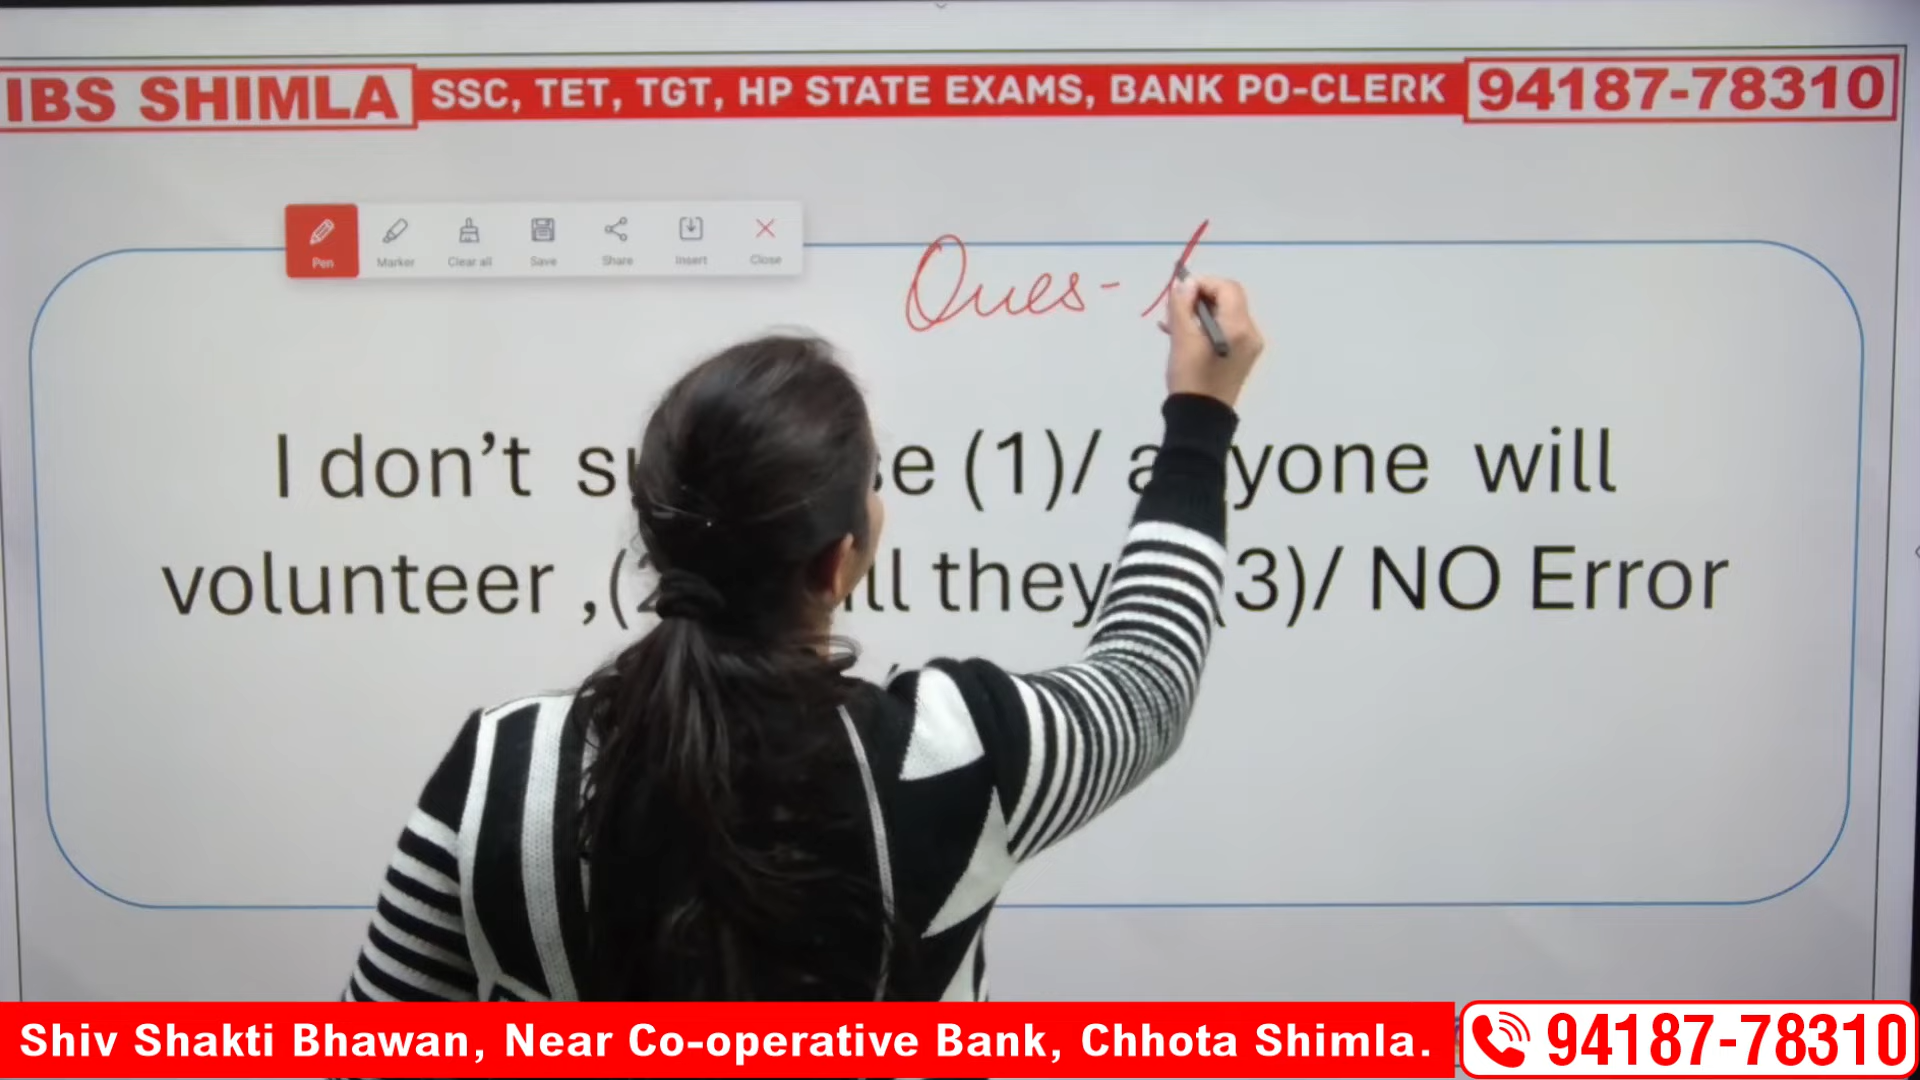 IBS SHIMLA SSC, TET, TGT, HP STATE EXAMS, BANK PO-CLERK 94187-78310
Pen Marker Clear all Save Share Insert Close
Ques -
I don't (1)/ will
volunteer ,( they (3)/ NO Error
Shiv Shakti Bhawan, Near Co-operative Bank, Chhota Shimla. 94187-78310